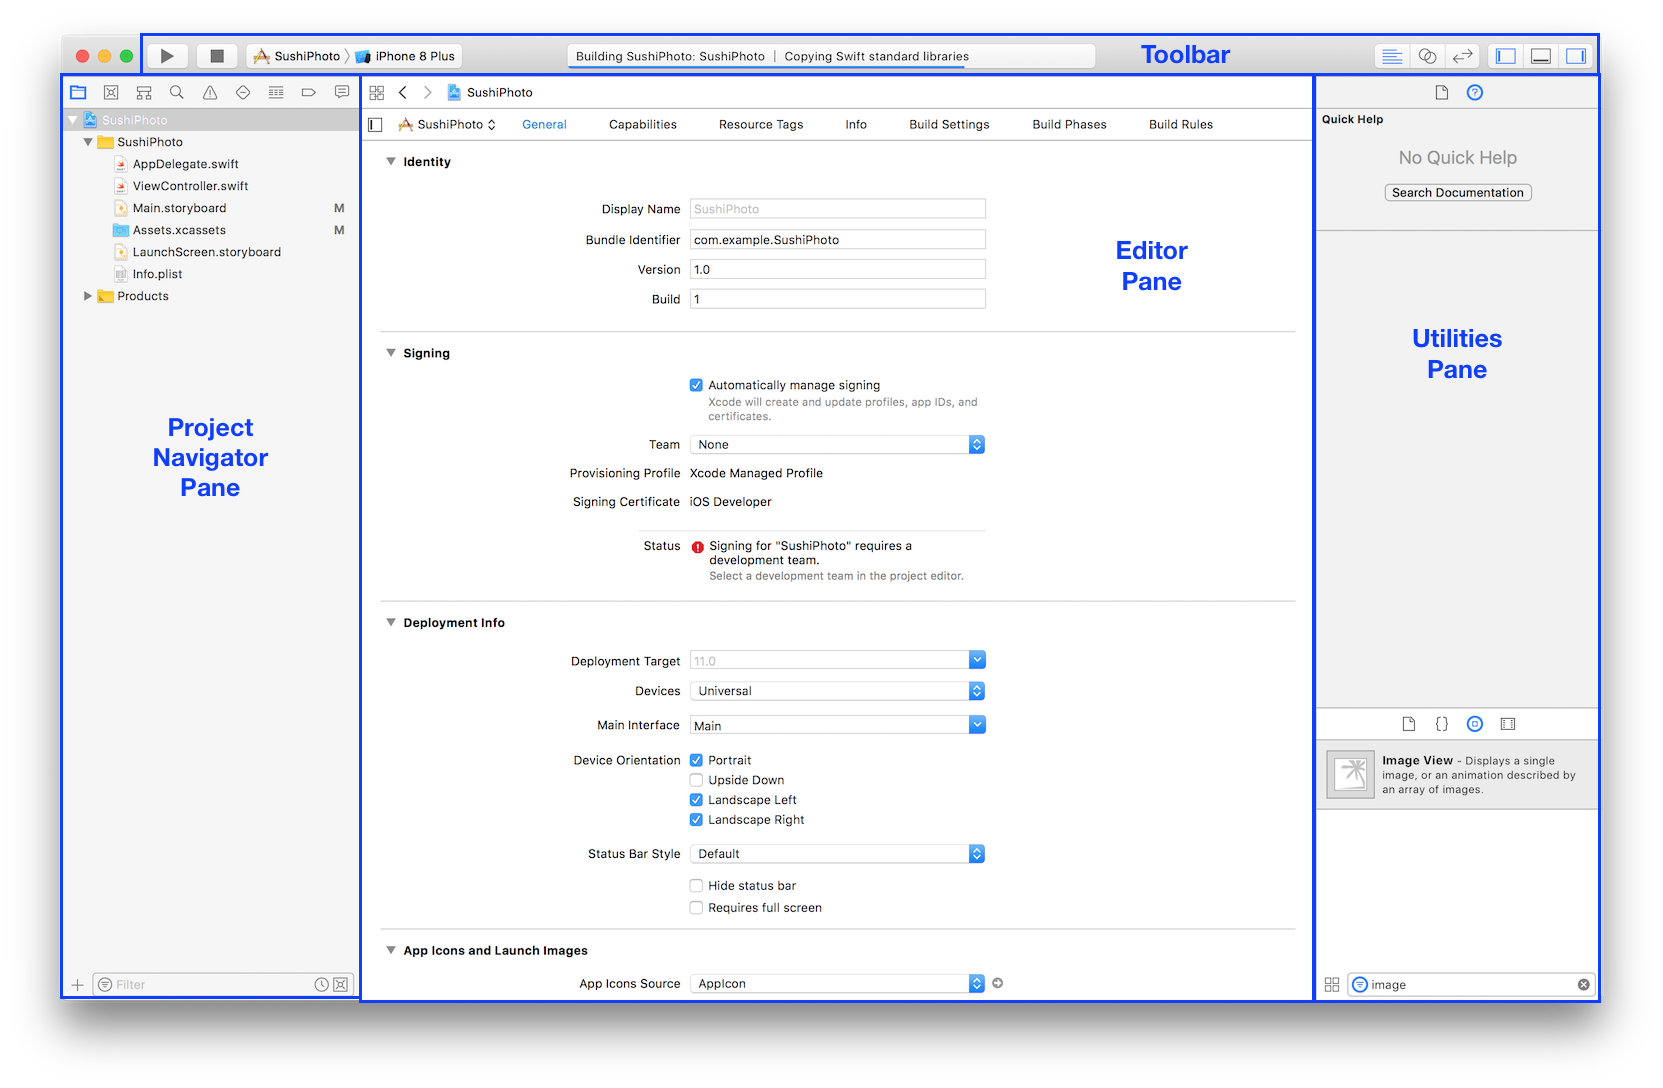 SushiPhoto iPhone 8 Plus
Building SushiPhoto: SushiPhoto | Copying Swift standard libraries
Toolbar
SushiPhoto
SushiPhoto
AppDelegate.swift
ViewController.swift
Main.storyboard M
Assets.xcassets M
LaunchScreen.storyboard
Info.plist
Products
Project
Navigator
Pane
Filter
SushiPhoto
SushiPhoto General Capabilities Resource Tags Info Build Settings Build Phases Build Rules
Identity
Display Name SushiPhoto
Bundle Identifier com.example.SushiPhoto
Version 1.0
Build 1
Editor
Pane
Signing
Automatically manage signing
Xcode will create and update profiles, app IDs, and
certificates.
Team None
Provisioning Profile Xcode Managed Profile
Signing Certificate iOS Developer
Status Signing for "SushiPhoto" requires a
development team.
Select a development team in the project editor.
Deployment Info
Deployment Target 11.0
Devices Universal
Main Interface Main
Device Orientation Portrait
Upside Down
Landscape Left
Landscape Right
Status Bar Style Default
Hide status bar
Requires full screen
App Icons and Launch Images
App Icons Source AppIcon
Quick Help
No Quick Help
Search Documentation
Utilities
Pane
{}
Image View - Displays a single
image, or an animation described by
an array of images.
image